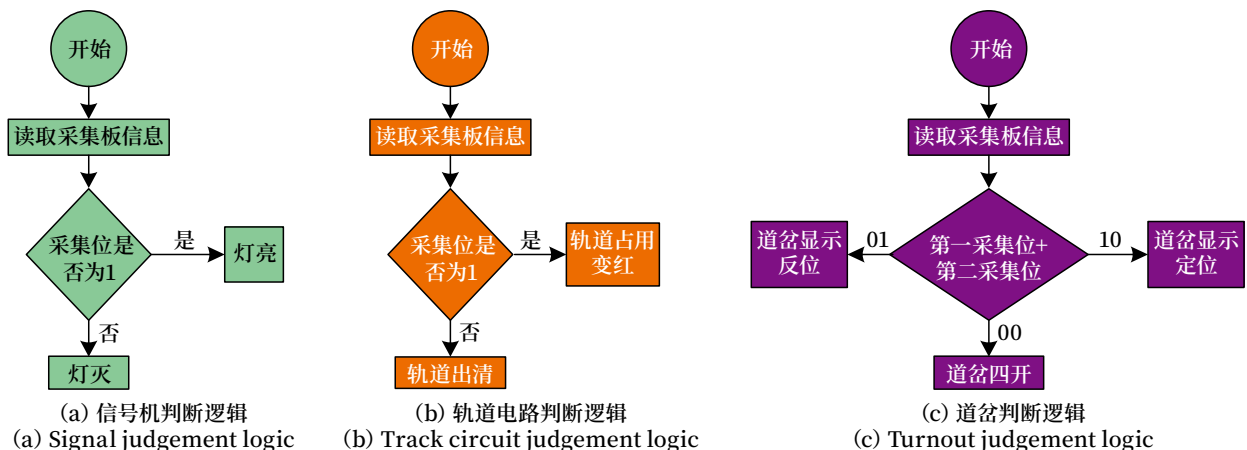 开始
读取采集板信息
采集位是
否为1
是
灯亮
否
灯灭
(a) 信号机判断逻辑
(a) Signal judgement logic
开始
读取采集板信息
采集位是
否为1
是
轨道占用
变红
否
轨道出清
(b) 轨道电路判断逻辑
(b) Track circuit judgement logic
开始
读取采集板信息
道岔显示
反位
01
第一采集位+
第二采集位
10
道岔显示
定位
00
道岔四开
(c) 道岔判断逻辑
(c) Turnout judgement logic